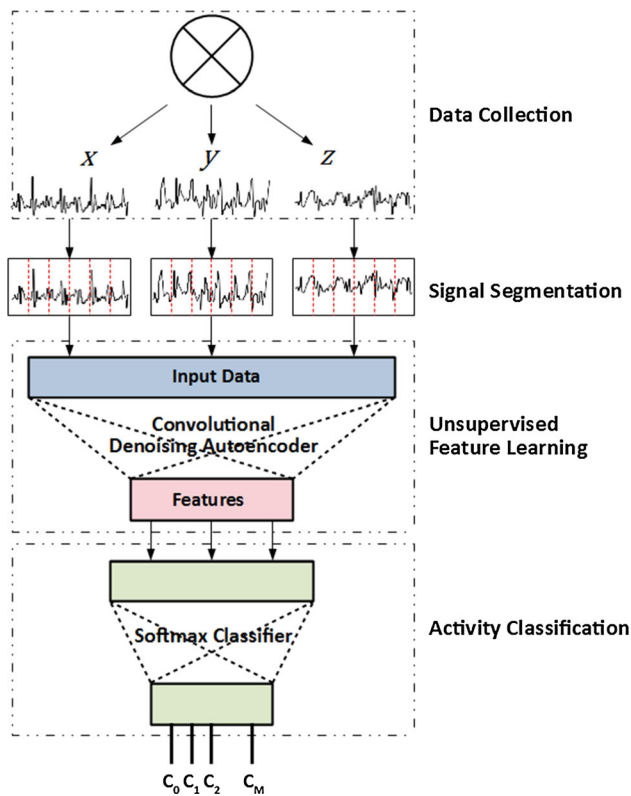 Data Collection
x y z
Signal Segmentation
Input Data
Convolutional
Denoising Autoencoder
Unsupervised
Feature Learning
Features
Softmax Classifier
Activity Classification
C₀ C₁ C₂ C_M